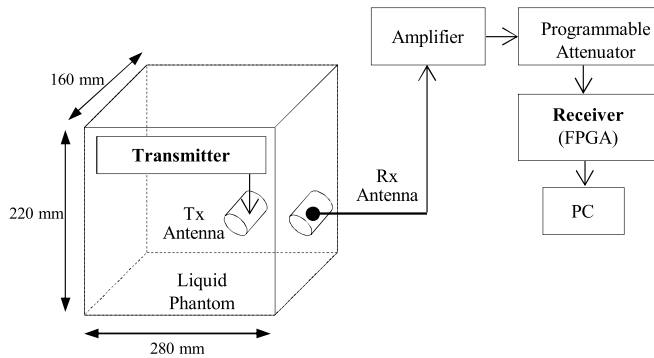 160 mm
220 mm
280 mm
Transmitter
Tx
Antenna
Liquid
Phantom
Rx
Antenna
Amplifier
Programmable
Attenuator
Receiver
(FPGA)
PC